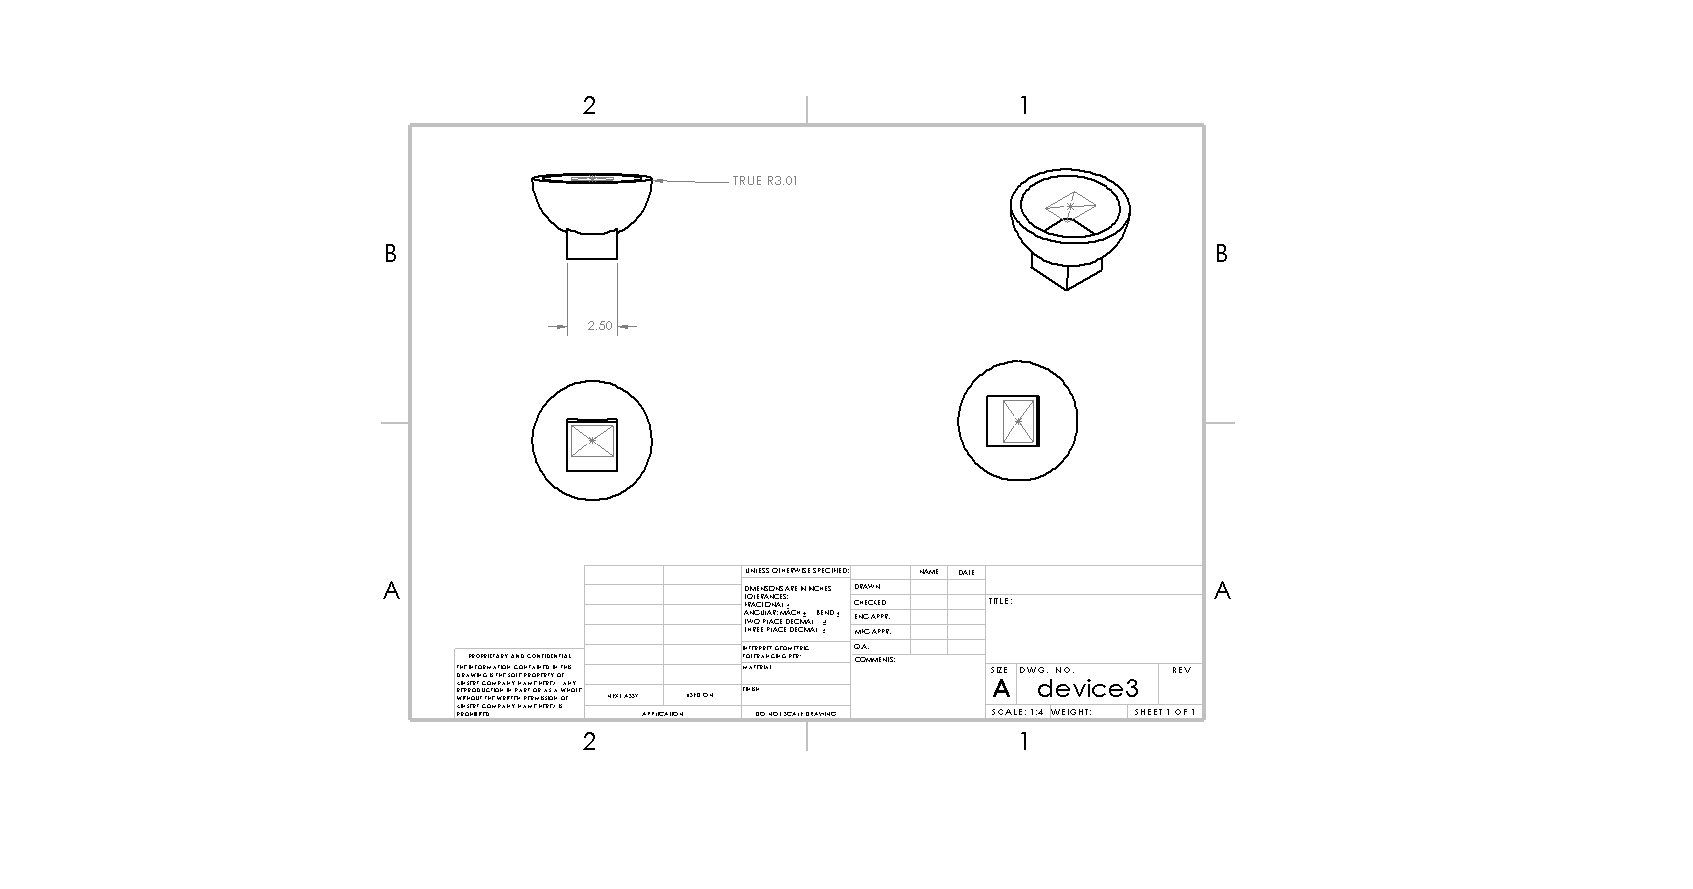 2 1
TRUE R3.01
B B
2.50
A A
UNLESS OTHERWISE SPECIFIED:
NAME DATE
DIMENSIONS ARE IN INCHES
TOLERANCES:
FRACTIONAL ±
ANGULAR: MACH ± BEND ±
TWO PLACE DECIMAL ±
THREE PLACE DECIMAL ±
DRAWN
CHECKED
ENG APPR.
MFG APPR.
TITLE:
INTERPRET GEOMETRIC
TOLERANCING PER:
Q.A.
COMMENTS:
MATERIAL
FINISH
PROPRIETARY AND CONFIDENTIAL
THE INFORMATION CONTAINED IN THIS
DRAWING IS THE SOLE PROPERTY OF
<INSERT COMPANY NAME HERE>. ANY
REPRODUCTION IN PART OR AS A WHOLE
WITHOUT THE WRITTEN PERMISSION OF
<INSERT COMPANY NAME HERE> IS
PROHIBITED.
NEXT ASSY USED ON
APPLICATION DO NOT SCALE DRAWING
SIZE DWG. NO. REV
A device3
SCALE: 1:4 WEIGHT: SHEET 1 OF 1
2 1